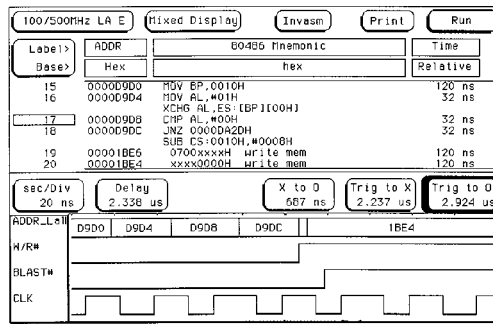 100/500MHz LA E Mixed Display Invasm Print Run
Label> ADDR 80486 Mnemonic Time
Base> Hex hex Relative
15 0000D9D0 MOV BP,0010H 120 ns
16 0000D9D4 MOV AL,#01H 32 ns
XCHG AL,ES:[BP][00H]
17 0000D9D8 CMP AL,#00H 32 ns
18 0000D9DC JNZ 0000DA2DH 32 ns
SUB CS:0010H,#0008H
19 00001BE6 0700xxxxH write mem 120 ns
20 00001BE4 xxxx0000H write mem 120 ns
sec/Div Delay X to O Trig to X Trig to O
20 ns 2.338 us 687 ns 2.237 us 2.924 us
ADDR_Lall D9D0 D9D4 D9D8 D9DC 1BE4
W/R#
BLAST#
CLK